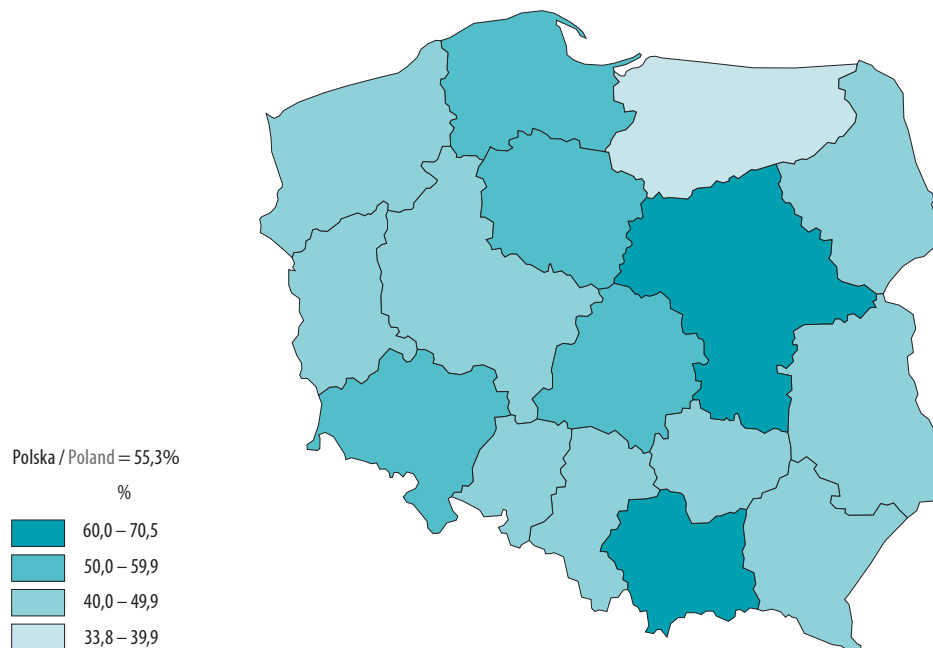 Polska / Poland = 55,3%
%
60,0 – 70,5
50,0 – 59,9
40,0 – 49,9
33,8 – 39,9